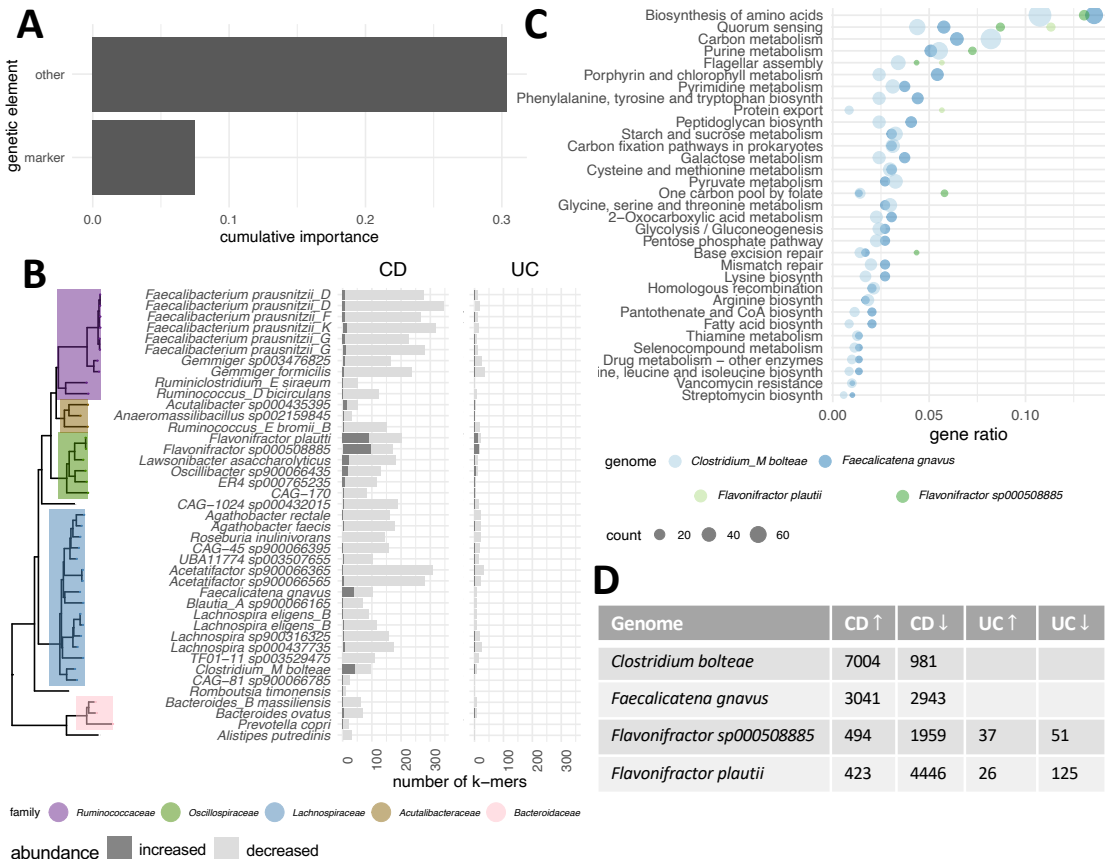 A
other
marker
genetic element
0.0 0.1 0.2 0.3
cumulative importance
B
CD UC
Faecalibacterium prausnitzii_D
Faecalibacterium prausnitzii_D
Faecalibacterium prausnitzii_F
Faecalibacterium prausnitzii_K
Faecalibacterium prausnitzii_G
Faecalibacterium prausnitzii_G
Gemmiger sp003476825
Gemmiger formicilis
Ruminiclostridium_E siraeum
Ruminococcus_D bicirculans
Acutalibacter sp000435395
Anaeromassilibacillus sp002159845
Ruminococcus_E bromii_B
Flavonifractor plautii
Flavonifractor sp000508885
Lawsonibacter asaccharolyticus
Oscillibacter sp900066435
ER4 sp000765235
CAG−170
CAG−1024 sp000432015
Agathobacter rectale
Agathobacter faecis
Roseburia inulinivorans
CAG−45 sp900066395
UBA11774 sp003507655
Acetatifactor sp900066365
Acetatifactor sp900066565
Faecalicatena gnavus
Blautia_A sp900066165
Lachnospira eligens_B
Lachnospira eligens_B
Lachnospira sp900316325
Lachnospira sp000437735
TF01−11 sp003529475
Clostridium_M bolteae
CAG−81 sp900066785
Romboutsia timonensis
Bacteroides_B massiliensis
Bacteroides ovatus
Prevotella copri
Alistipes putredinis
0 100 200 300 0 100 200 300
number of k−mers
family Ruminococcaceae Oscillospiraceae Lachnospiraceae Acutalibacteraceae Bacteroidaceae
abundance increased decreased
C
Biosynthesis of amino acids
Quorum sensing
Carbon metabolism
Purine metabolism
Flagellar assembly
Porphyrin and chlorophyll metabolism
Pyrimidine metabolism
Phenylalanine, tyrosine and tryptophan biosynth
Protein export
Peptidoglycan biosynth
Starch and sucrose metabolism
Carbon fixation pathways in prokaryotes
Galactose metabolism
Cysteine and methionine metabolism
Pyruvate metabolism
One carbon pool by folate
Glycine, serine and threonine metabolism
2−Oxocarboxylic acid metabolism
Glycolysis / Gluconeogenesis
Pentose phosphate pathway
Base excision repair
Mismatch repair
Lysine biosynth
Homologous recombination
Arginine biosynth
Pantothenate and CoA biosynth
Fatty acid biosynth
Thiamine metabolism
Selenocompound metabolism
Drug metabolism − other enzymes
ine, leucine and isoleucine biosynth
Vancomycin resistance
Streptomycin biosynth
0.00 0.05 0.10
gene ratio
genome Clostridium_M bolteae Faecalicatena gnavus
Flavonifractor plautii Flavonifractor sp000508885
count 20 40 60
D
Genome CD ↑ CD ↓ UC ↑ UC ↓
Clostridium bolteae 7004 981
Faecalicatena gnavus 3041 2943
Flavonifractor sp000508885 494 1959 37 51
Flavonifractor plautii 423 4446 26 125